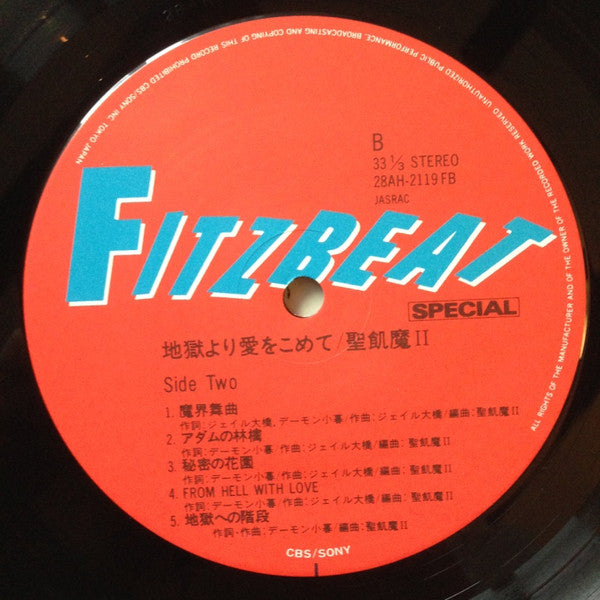 ALL RIGHTS OF THE MANUFACTURER AND OF THE OWNER OF THE RECORDED WORK RESERVED UNAUTHORIZED PUBLIC PERFORMANCE, BROADCASTING AND COPYING OF THIS RECORD PROHIBITED CBS/SONY INC. TOKYO JAPAN
B
33 1/3 STEREO
28AH-2119 FB
JASRAC
FITZBEAT
SPECIAL
地獄より愛をこめて/聖飢魔II
Side Two
1. 魔界舞曲
作詞:ジェイル大橋,デーモン小暮/作曲:ジェイル大橋/編曲:聖飢魔II
2. アダムの林檎
作詞:デーモン小暮/作曲:ジェイル大橋/編曲:聖飢魔II
3. 秘密の花園
作詞:デーモン小暮/作曲:ジェイル大橋/編曲:聖飢魔II
4. FROM HELL WITH LOVE
作詞:デーモン小暮/作曲:ジェイル大橋/編曲:聖飢魔II
5. 地獄への階段
作詞・作曲:デーモン小暮/編曲:聖飢魔II
CBS/SONY